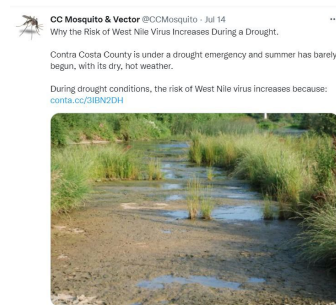 CC Mosquito & Vector @CCMosquito · Jul 14
Why the Risk of West Nile Virus Increases During a Drought.
Contra Costa County is under a drought emergency and summer has barely
begun, with its dry, hot weather.
During drought conditions, the risk of West Nile virus increases because:
conta.cc/3IBN2DH